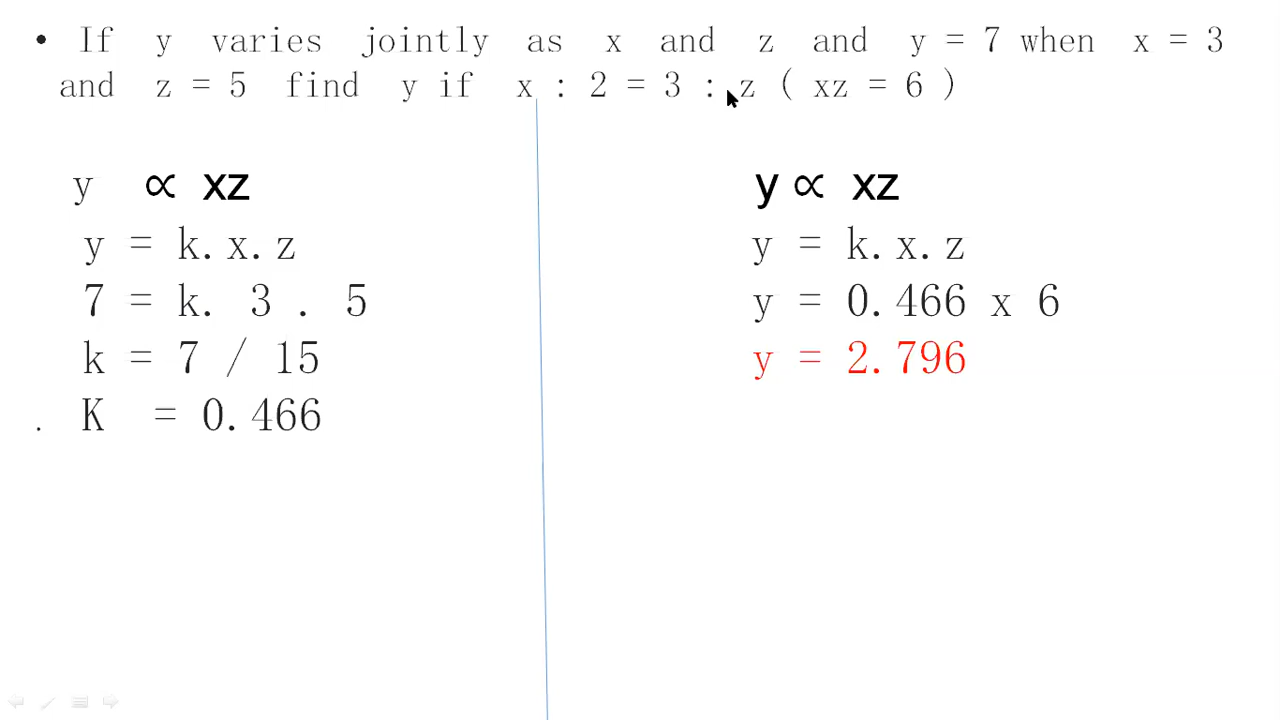 • If y varies jointly as x and z and y = 7 when x = 3
and z = 5 find y if x : 2 = 3 : z ( xz = 6 )
y ∝ xz
y = k.x.z
7 = k. 3 . 5
k = 7 / 15
. K = 0.466
y ∝ xz
y = k.x.z
y = 0.466 x 6
y = 2.796